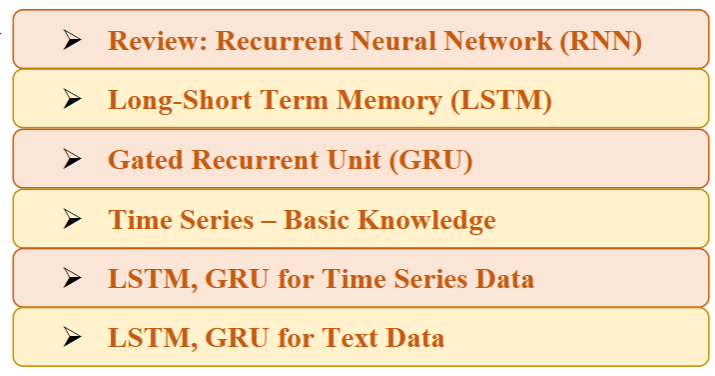 ➢ Review: Recurrent Neural Network (RNN)
➢ Long-Short Term Memory (LSTM)
➢ Gated Recurrent Unit (GRU)
➢ Time Series – Basic Knowledge
➢ LSTM, GRU for Time Series Data
➢ LSTM, GRU for Text Data